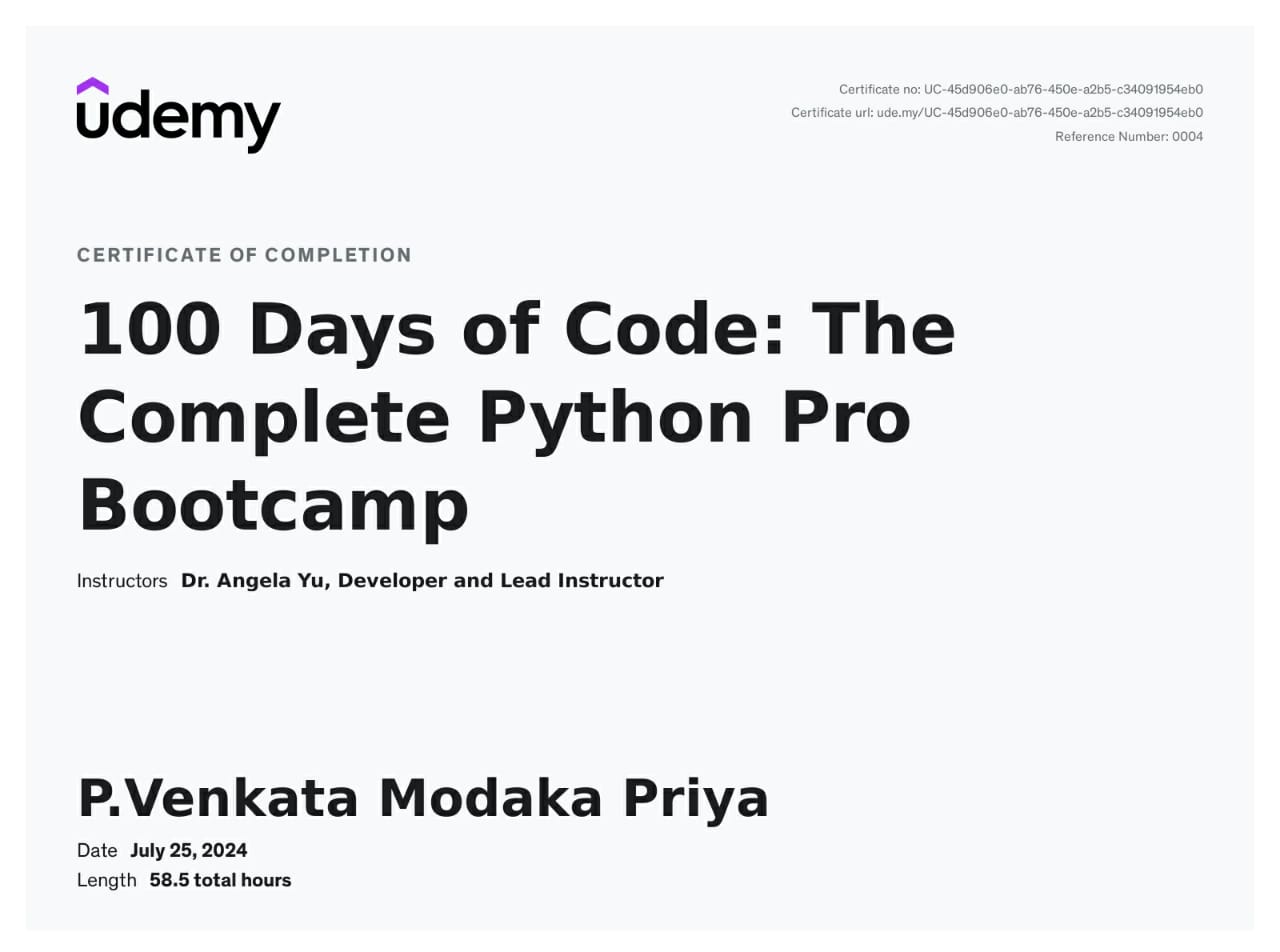 udemy
Certificate no: UC-45d906e0-ab76-450e-a2b5-c34091954eb0
Certificate url: ude.my/UC-45d906e0-ab76-450e-a2b5-c34091954eb0
Reference Number: 0004
CERTIFICATE OF COMPLETION
100 Days of Code: The
Complete Python Pro
Bootcamp
Instructors Dr. Angela Yu, Developer and Lead Instructor
P.Venkata Modaka Priya
Date July 25, 2024
Length 58.5 total hours